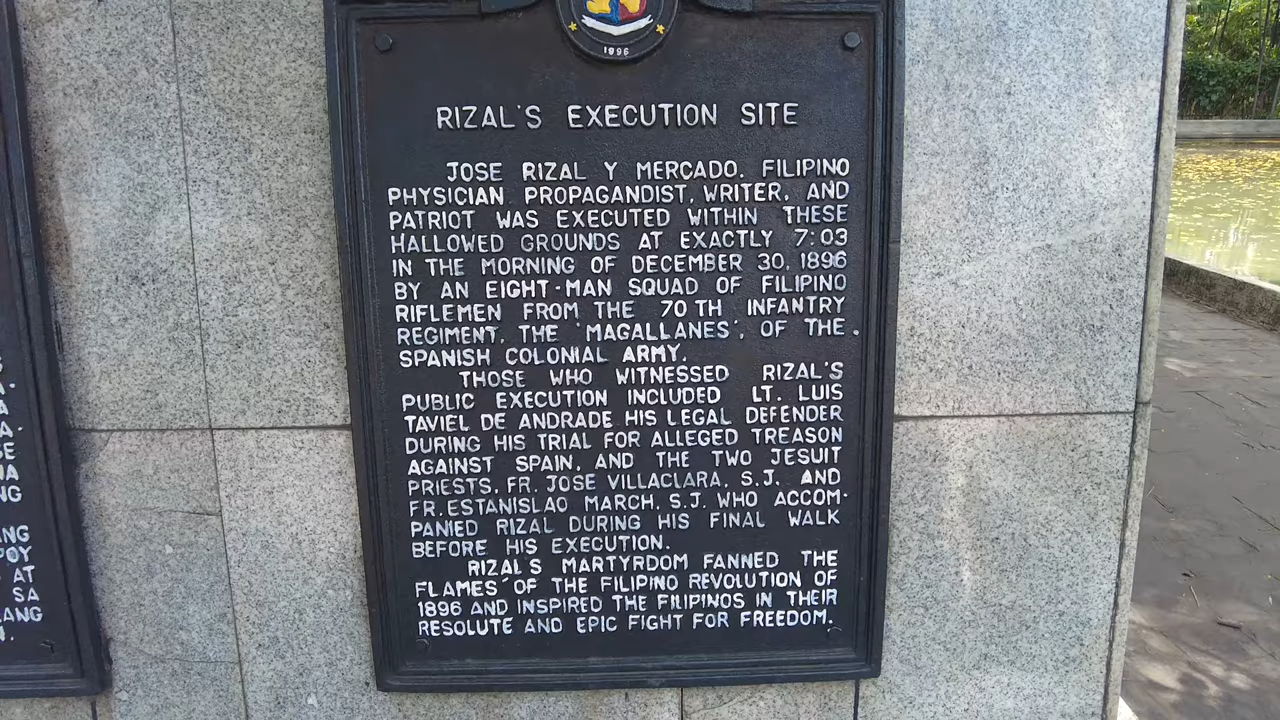 S
A.
A
A.
SE
NA
NG
NG
POY
AT
SA
LANG
N.
1896
RIZAL'S EXECUTION SITE
JOSE RIZAL Y MERCADO. FILIPINO
PHYSICIAN PROPAGANDIST, WRITER, AND
PATRIOT WAS EXECUTED WITHIN THESE
HALLOWED GROUNDS AT EXACTLY 7:03
IN THE MORNING OF DECEMBER 30, 1896
BY AN EIGHT-MAN SQUAD OF FILIPINO
RIFLEMEN FROM THE 70TH INFANTRY
REGIMENT, THE 'MAGALLANES', OF THE.
SPANISH COLONIAL ARMY.
THOSE WHO WITNESSED RIZAL'S
PUBLIC EXECUTION INCLUDED LT. LUIS
TAVIEL DE ANDRADE HIS LEGAL DEFENDER
DURING HIS TRIAL FOR ALLEGED TREASON
AGAINST SPAIN, AND THE TWO JESUIT
PRIESTS, FR. JOSE VILLACLARA, S.J. AND
FR. ESTANISLAO MARCH, S.J. WHO ACCOM-
PANIED RIZAL DURING HIS FINAL WALK
BEFORE HIS EXECUTION.
RIZAL'S MARTYRDOM FANNED THE
FLAMES OF THE FILIPINO REVOLUTION OF
1896 AND INSPIRED THE FILIPINOS IN THEIR
RESOLUTE AND EPIC FIGHT FOR FREEDOM.